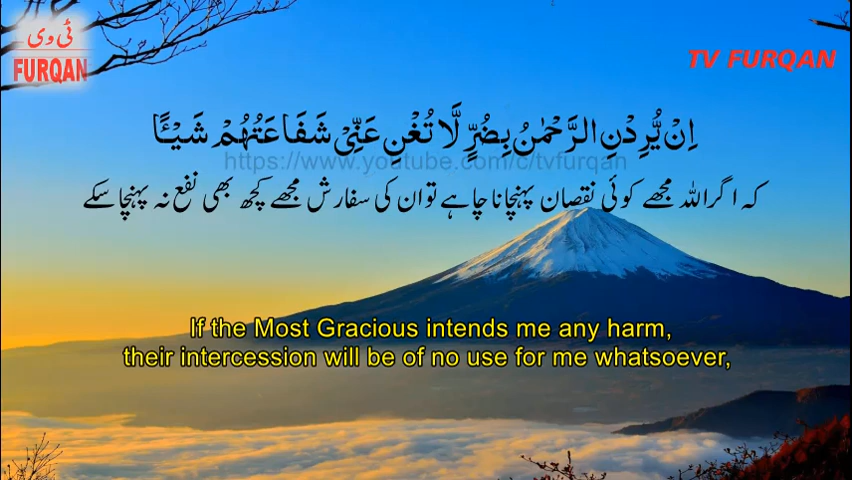 ٹی وی
FURQAN
TV FURQAN
اِنْ یُّرِدْنِ الرَّحْمٰنُ بِضُرٍّ لَّا تُغْنِ عَنِّیْ شَفَاعَتُهُمْ شَیْـًٔا
https://www.youtube.com/c/tvfurqan
کہ اگر اللہ مجھے کوئی نقصان پہنچانا چاہے تو ان کی سفارش مجھے کچھ بھی نفع نہ پہنچا سکے
If the Most Gracious intends me any harm,
their intercession will be of no use for me whatsoever,